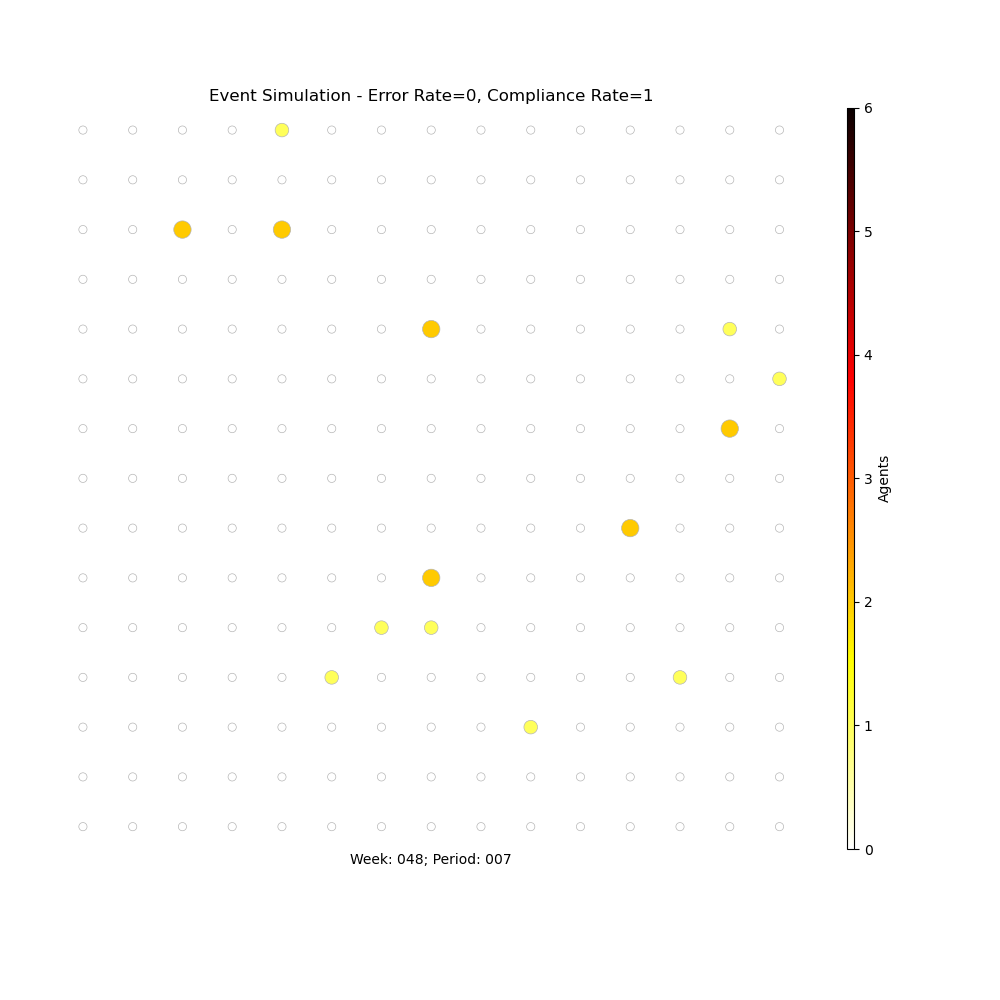 Event Simulation - Error Rate=0, Compliance Rate=1
6
5
4
3
2
1
0
Agents
Week: 048; Period: 007